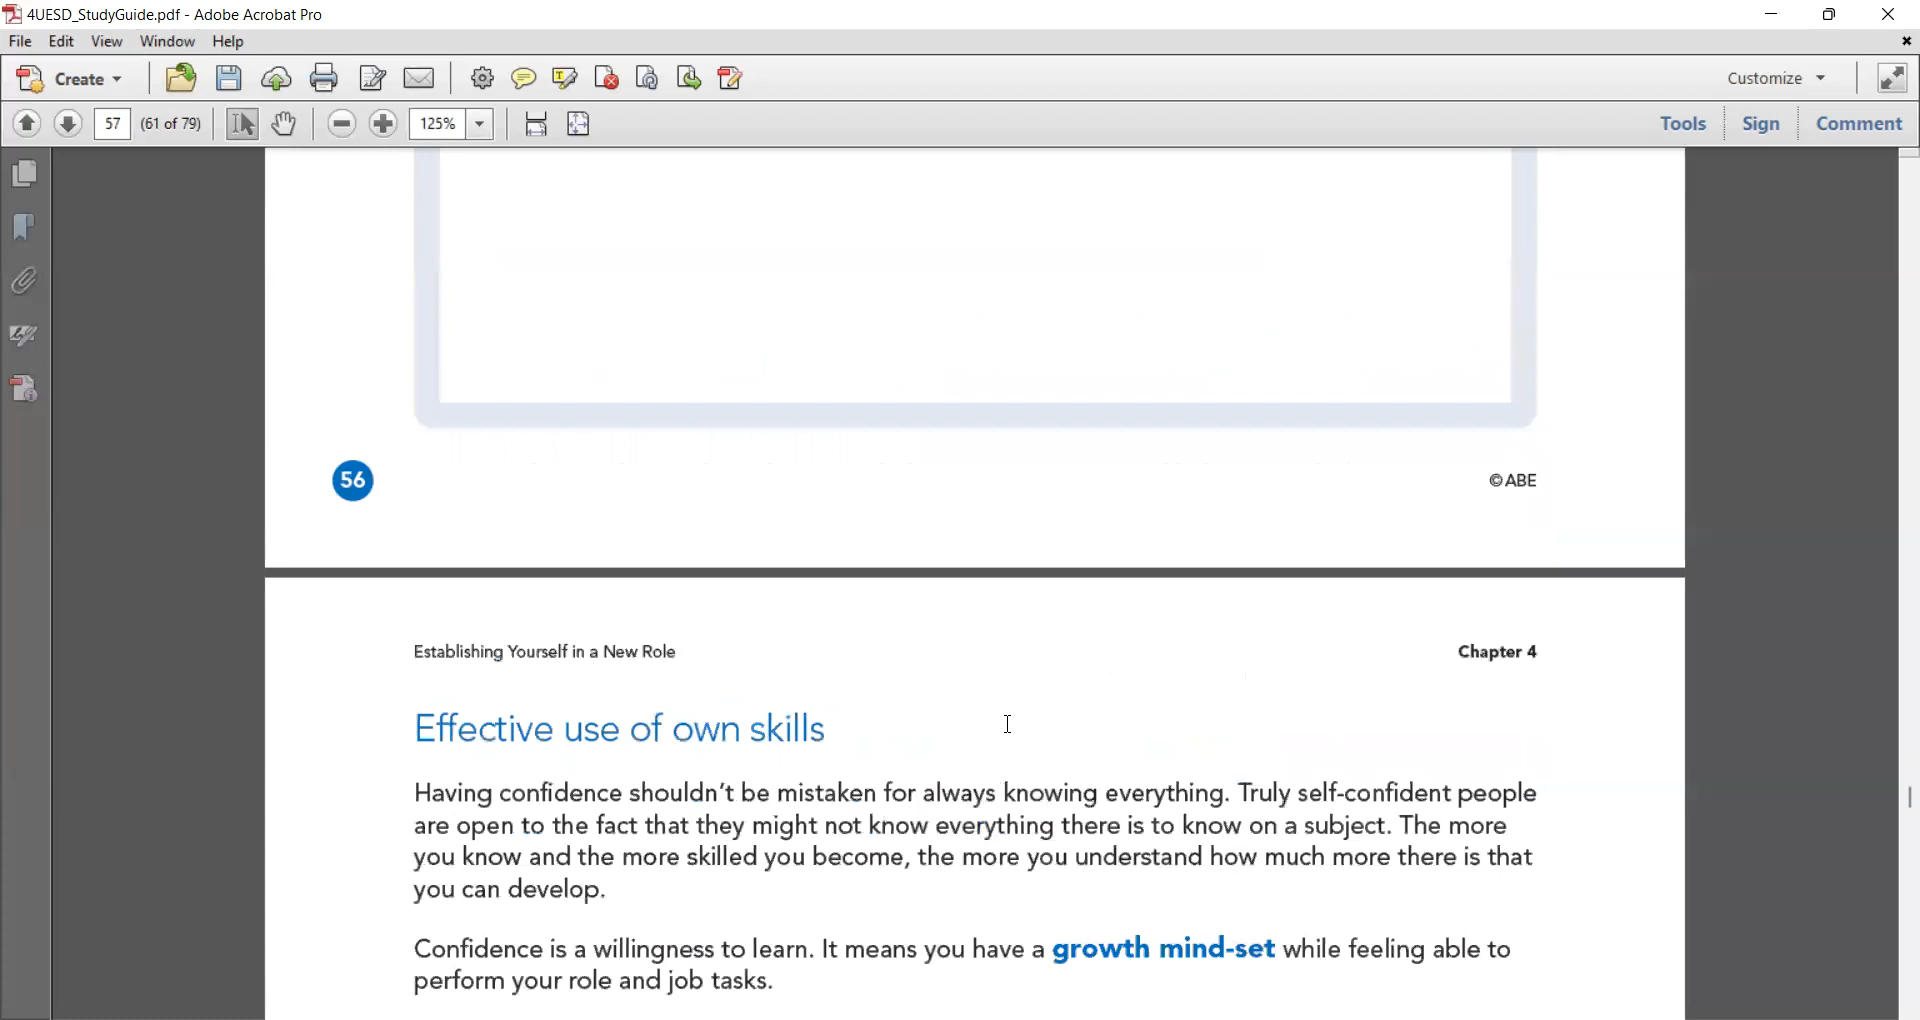 4UESD_StudyGuide.pdf - Adobe Acrobat Pro
File Edit View Window Help
Create Customize
57 (61 of 79) 125% Tools Sign Comment
56 ©ABE
Establishing Yourself in a New Role Chapter 4
Effective use of own skills
Having confidence shouldn't be mistaken for always knowing everything. Truly self-confident people
are open to the fact that they might not know everything there is to know on a subject. The more
you know and the more skilled you become, the more you understand how much more there is that
you can develop.
Confidence is a willingness to learn. It means you have a growth mind-set while feeling able to
perform your role and job tasks.